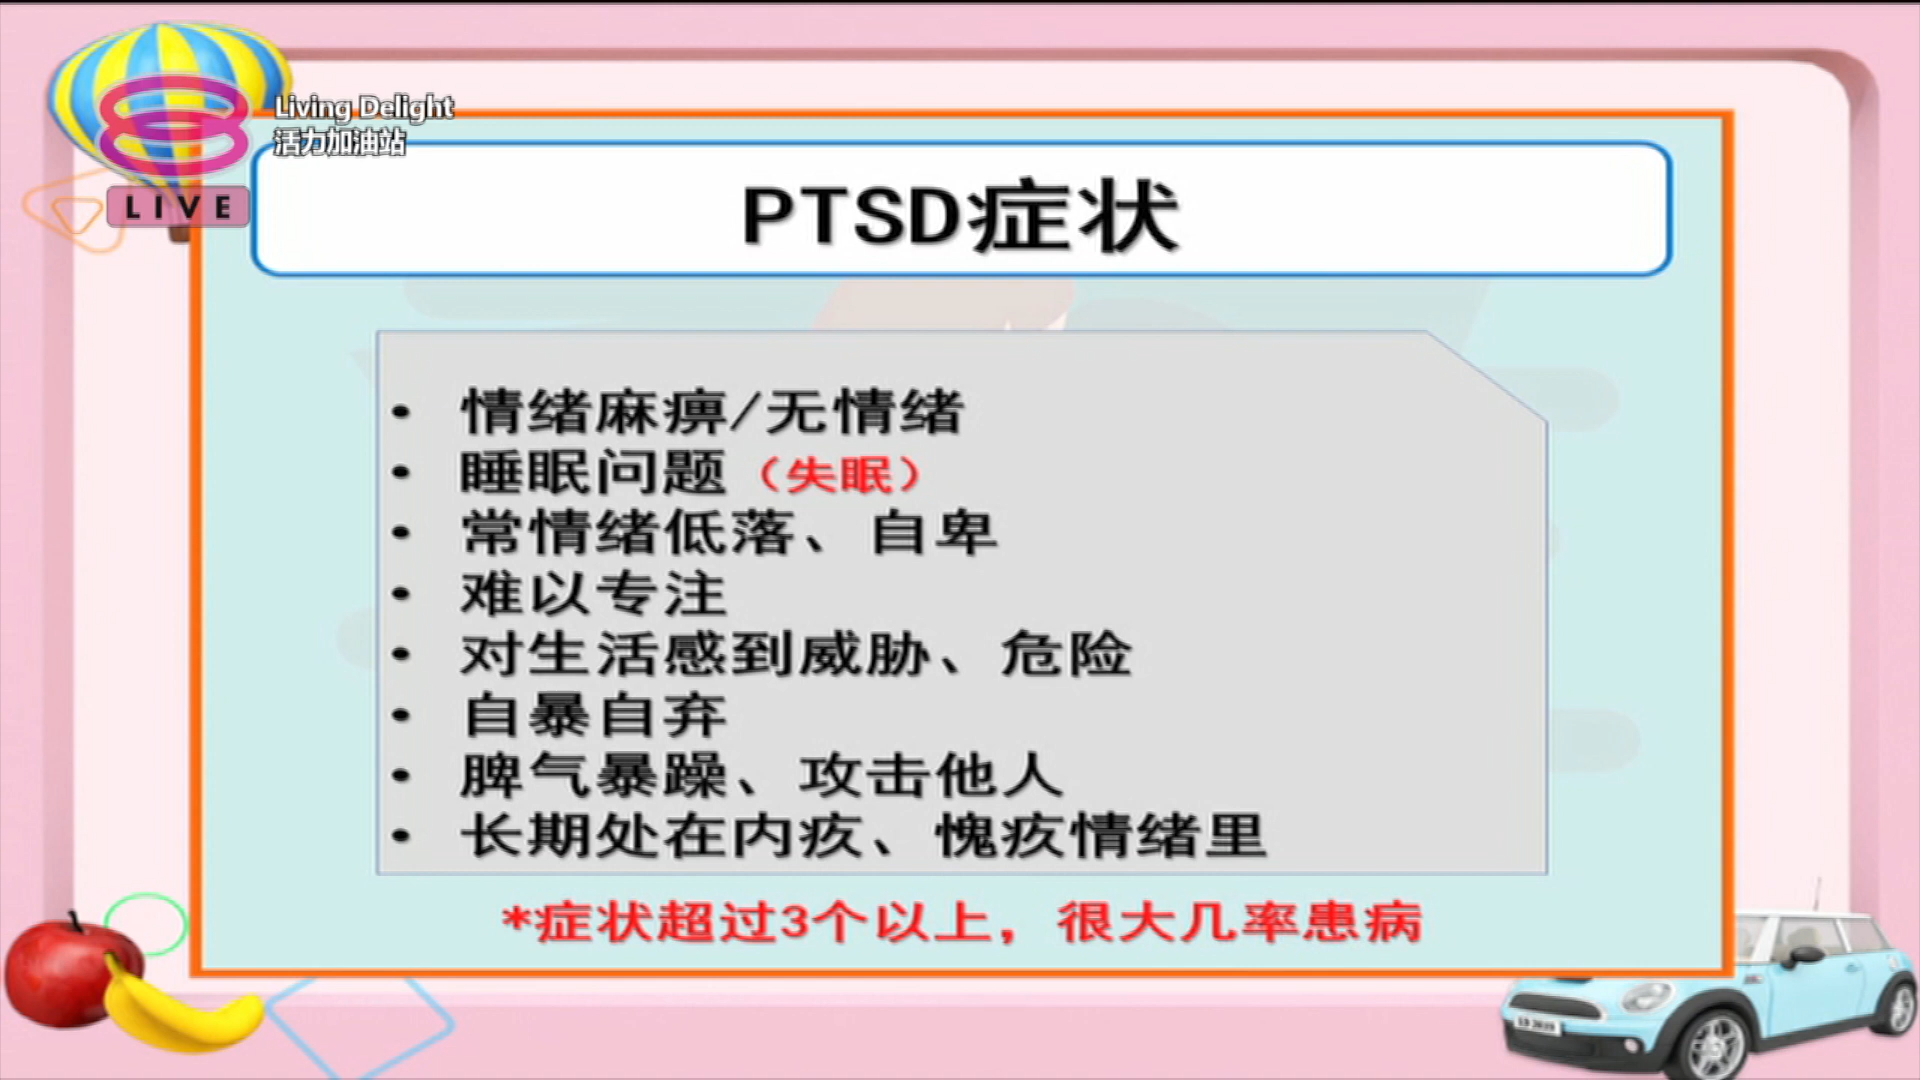 Living Delight
活力加油站
LIVE
PTSD症状
• 情绪麻痹/无情绪
• 睡眠问题（失眠）
• 常情绪低落、自卑
• 难以专注
• 对生活感到威胁、危险
• 自暴自弃
• 脾气暴躁、攻击他人
• 长期处在内疚、愧疚情绪里
*症状超过3个以上，很大几率患病